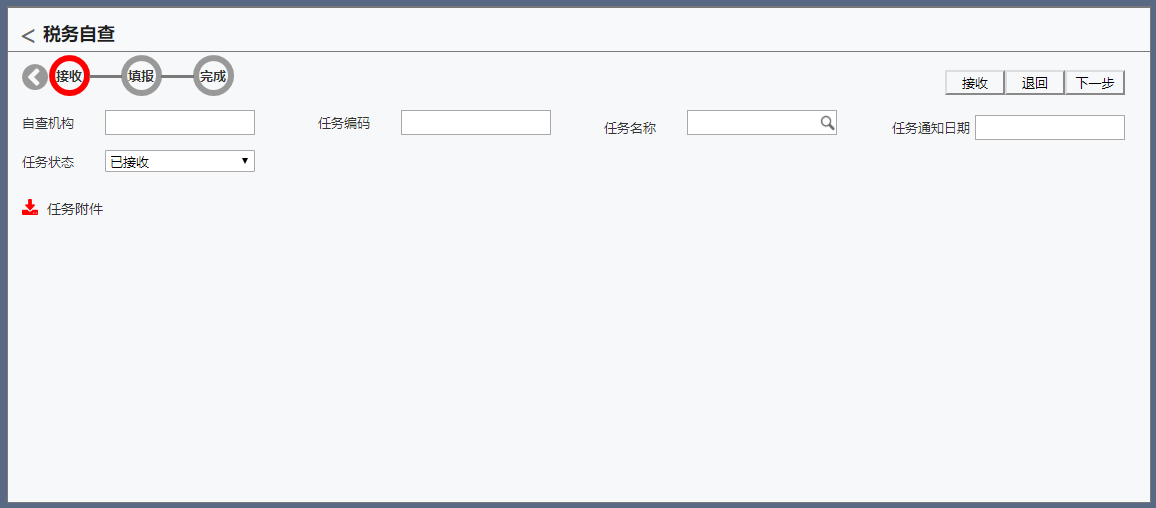 < 税务自查
接收 填报 完成
接收 退回 下一步
自查机构 任务编码 任务名称 任务通知日期
任务状态 已接收
任务附件